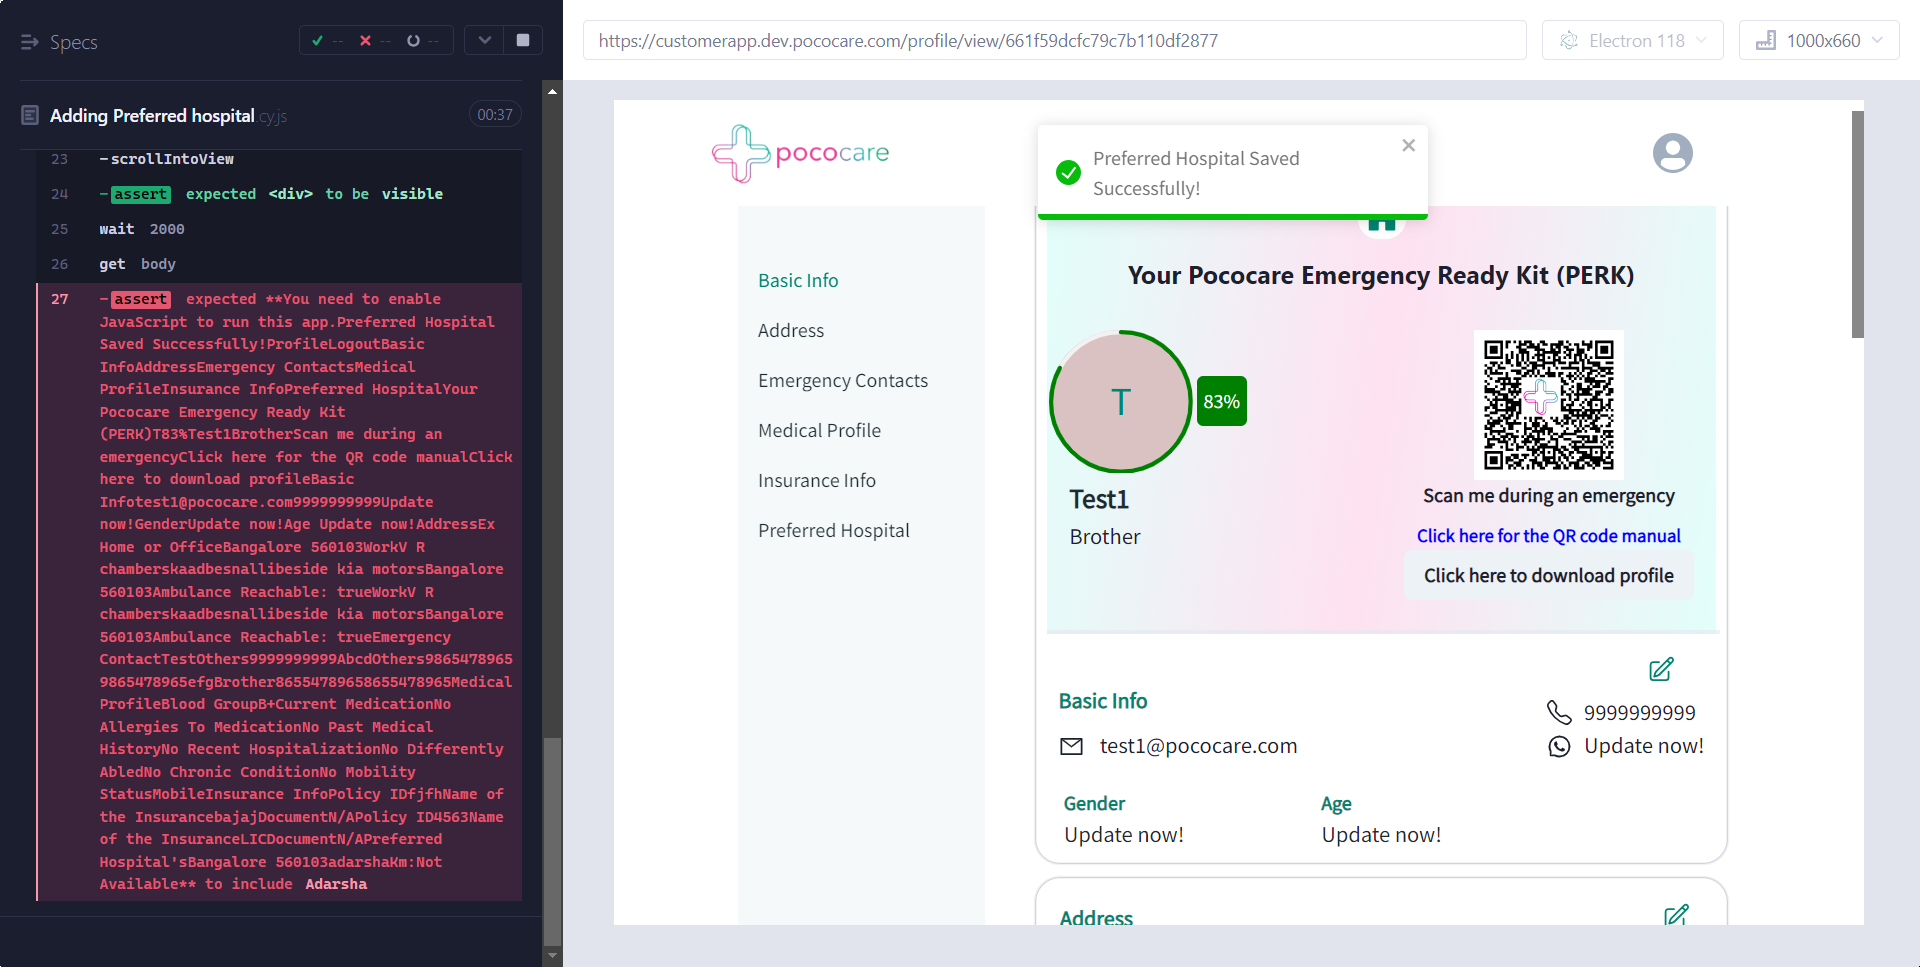 Specs
--
--
--
Adding Preferred hospital.cy.js
00:37
23 -scrollIntoView
24 -assert expected <div> to be visible
25 wait 2000
26 get body
27 -assert expected **You need to enable
JavaScript to run this app.Preferred Hospital
Saved Successfully!ProfileLogoutBasic
InfoAddressEmergency ContactsMedical
ProfileInsurance InfoPreferred HospitalYour
Pococare Emergency Ready Kit
(PERK)T83%Test1BrotherScan me during an
emergencyClick here for the QR code manualClick
here to download profileBasic
Infotest1@pococare.com9999999999Update
now!GenderUpdate now!Age Update now!AddressEx
Home or OfficeBangalore 560103WorkV R
chamberskaadbesnallibeside kia motorsBangalore
560103Ambulance Reachable: trueWorkV R
chamberskaadbesnallibeside kia motorsBangalore
560103Ambulance Reachable: trueEmergency
ContactTestOthers9999999999AbcdOthers9865478965
9865478965efgBrother86554789658655478965Medical
ProfileBlood GroupB+Current MedicationNo
Allergies To MedicationNo Past Medical
HistoryNo Recent HospitalizationNo Differently
AbledNo Chronic ConditionNo Mobility
StatusMobileInsurance InfoPolicy IDfjfhName of
the InsurancebajajDocumentN/APolicy ID4563Name
of the InsuranceLICDocumentN/APreferred
Hospital'sBangalore 560103adarshaKm:Not
Available** to include Adarsha
https://customerapp.dev.pococare.com/profile/view/661f59dcfc79c7b110df2877
Electron 118
1000x660
pococare
Preferred Hospital Saved
Successfully!
Basic Info
Address
Emergency Contacts
Medical Profile
Insurance Info
Preferred Hospital
Your Pococare Emergency Ready Kit (PERK)
T
83%
Test1
Brother
Scan me during an emergency
Click here for the QR code manual
Click here to download profile
Basic Info
9999999999
test1@pococare.com
Update now!
Gender
Age
Update now!
Update now!
Address